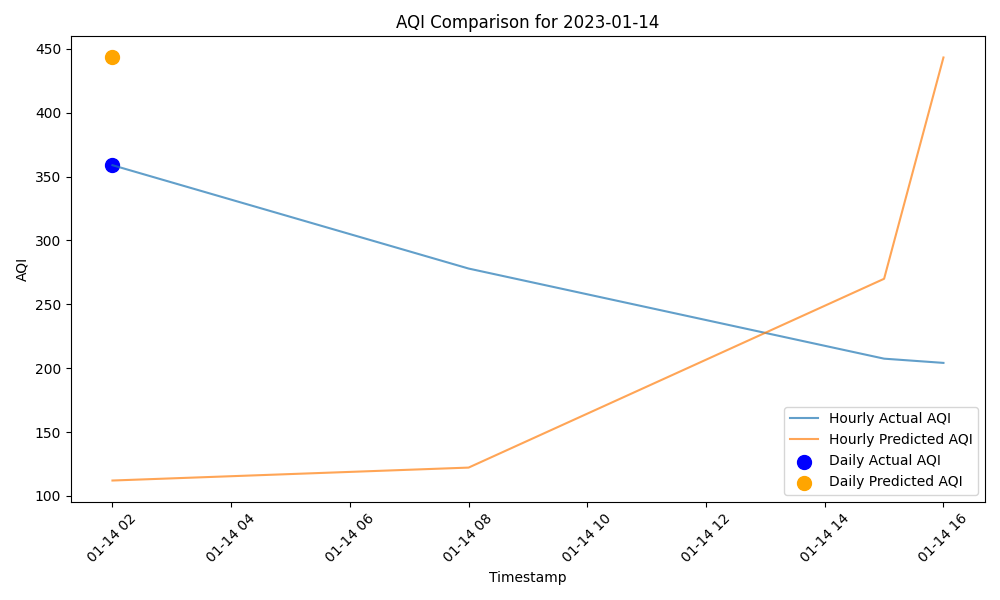 AQI Comparison for 2023-01-14
450
400
350
300
250
200
150
100
AQI
Hourly Actual AQI
Hourly Predicted AQI
Daily Actual AQI
Daily Predicted AQI
01-14 02
01-14 04
01-14 06
01-14 08
01-14 10
01-14 12
01-14 14
01-14 16
Timestamp